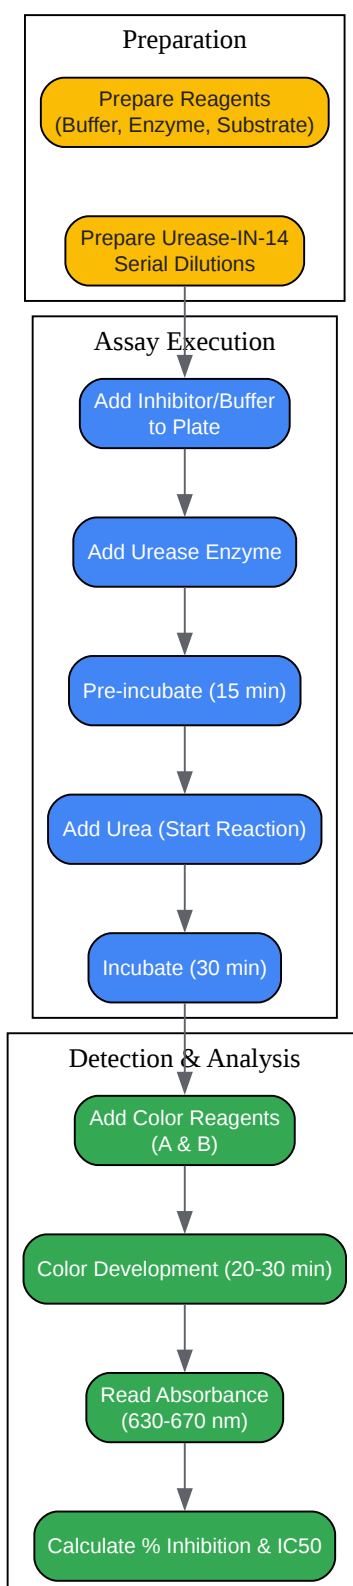 Preparation
Prepare Reagents
(Buffer, Enzyme, Substrate)
Prepare Urease-IN-14
Serial Dilutions
Assay Execution
Add Inhibitor/Buffer
to Plate
Add Urease Enzyme
Pre-incubate (15 min)
Add Urea (Start Reaction)
Incubate (30 min)
Detection & Analysis
Add Color Reagents
(A & B)
Color Development (20-30 min)
Read Absorbance
(630-670 nm)
Calculate % Inhibition & IC50